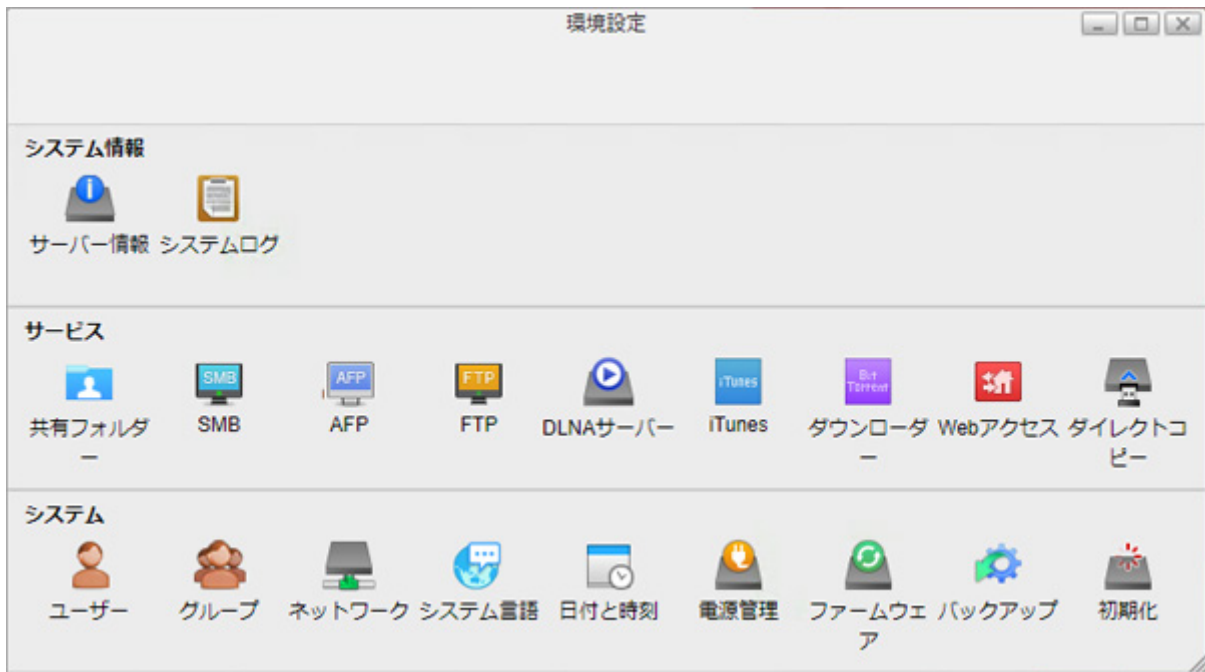 環境設定
システム情報
サーバー情報 システムログ
サービス
SMB AFP FTP iTunes Bit
Torrent
共有フォルダ SMB AFP FTP DLNAサーバー iTunes ダウンローダ Webアクセス ダイレクトコ
ー ー ピー
システム
ユーザー グループ ネットワーク システム言語 日付と時刻 電源管理 ファームウェ バックアップ 初期化
ア